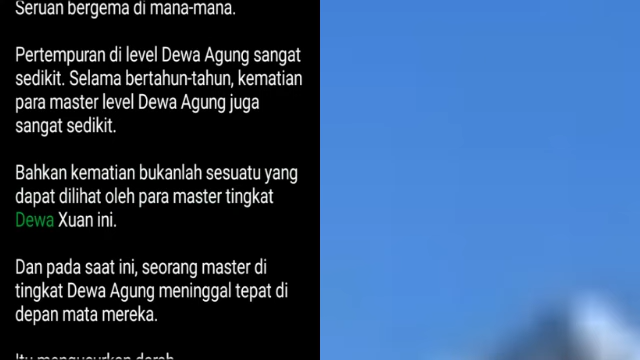 Seruan bergema di mana-mana.
Pertempuran di level Dewa Agung sangat
sedikit. Selama bertahun-tahun, kematian
para master level Dewa Agung juga
sangat sedikit.
Bahkan kematian bukanlah sesuatu yang
dapat dilihat oleh para master tingkat
Dewa Xuan ini.
Dan pada saat ini, seorang master di
tingkat Dewa Agung meninggal tepat di
depan mata mereka.